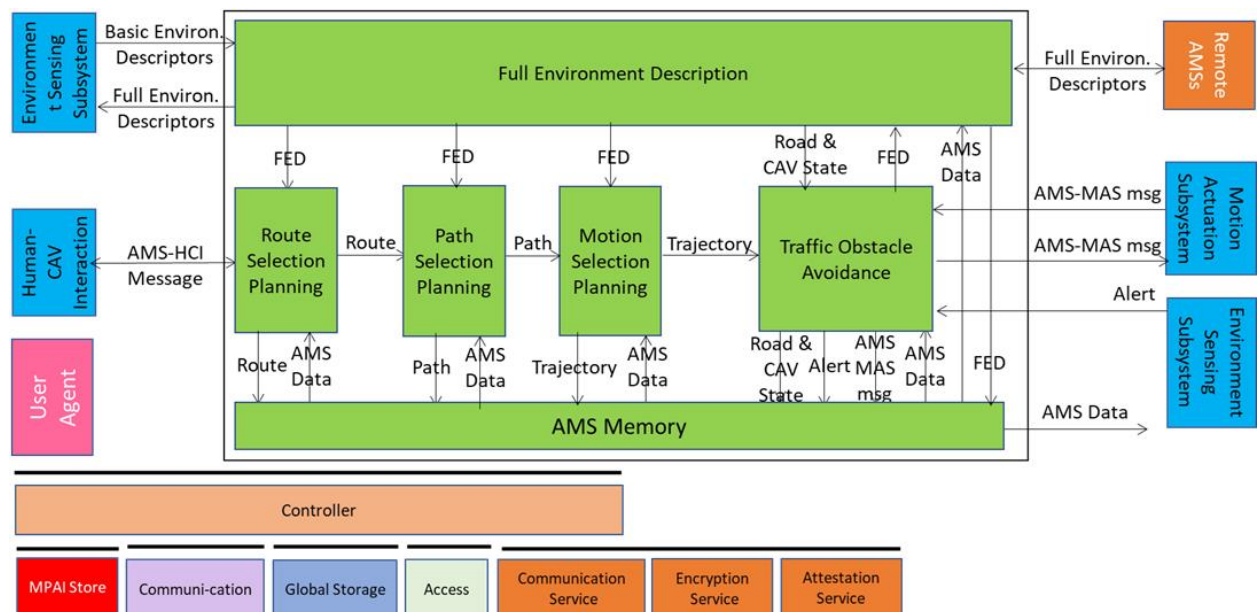 Environmen
t Sensing
Subsystem
Basic Environ.
Descriptors
Full Environ.
Descriptors
Full Environment Description
Full Environ.
Descriptors
Remote
AMSs
FED
FED
FED
Road &
CAV State
FED
AMS
Data
Human-
CAV
Interaction
AMS-HCI
Message
Route
Selection
Planning
Route
Path
Selection
Planning
Path
Motion
Selection
Planning
Trajectory
Traffic Obstacle
Avoidance
AMS-MAS msg
AMS-MAS msg
Motion
Actuation
Subsystem
Alert
Environment
Sensing
Subsystem
User
Agent
Route
AMS
Data
Path
AMS
Data
Trajectory
AMS
Data
Road &
CAV
State
Alert
AMS
MAS
msg
AMS
Data
FED
AMS Memory
AMS Data
Controller
MPAI Store
Communi-cation
Global Storage
Access
Communication
Service
Encryption
Service
Attestation
Service